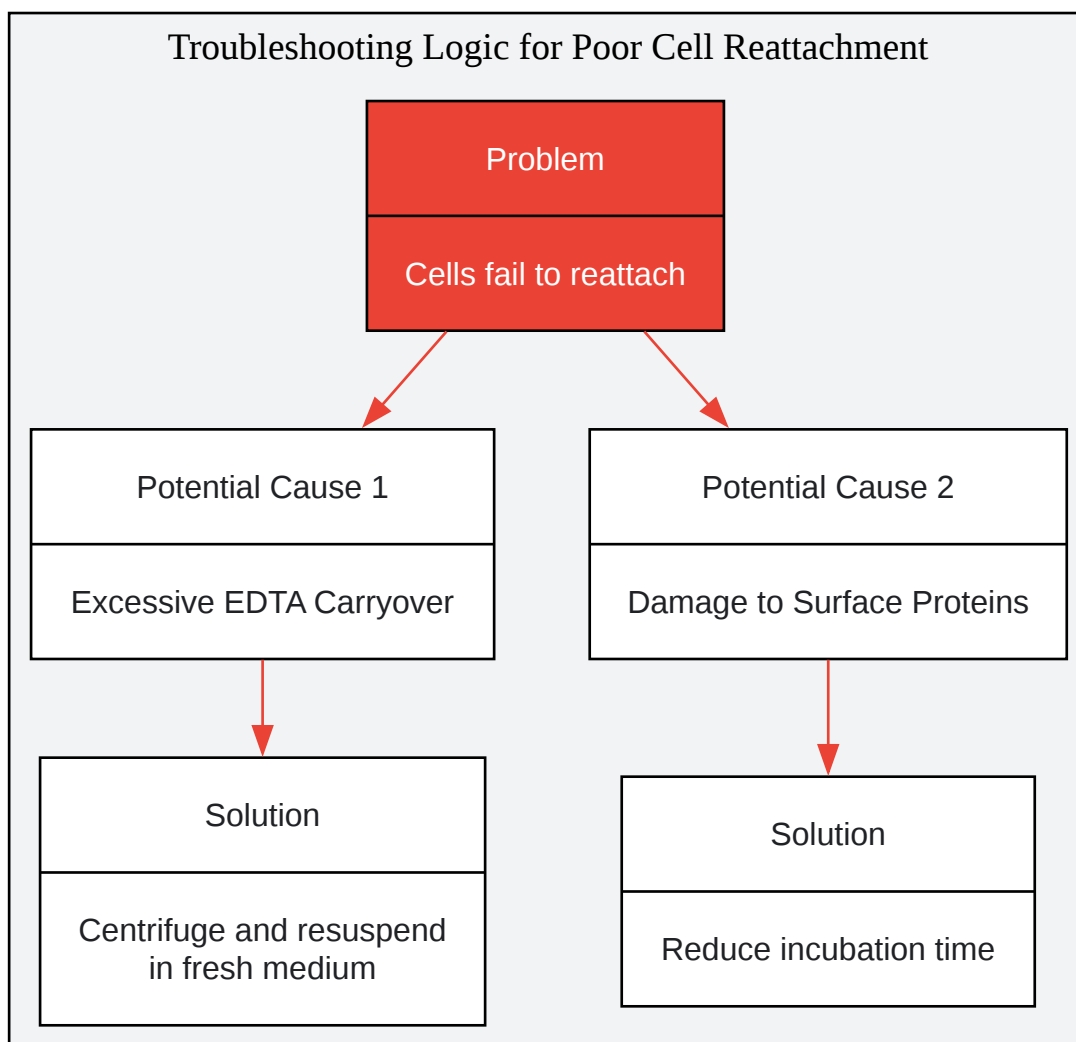 Troubleshooting Logic for Poor Cell Reattachment
Problem
Cells fail to reattach
Potential Cause 1
Excessive EDTA Carryover
Potential Cause 2
Damage to Surface Proteins
Solution
Centrifuge and resuspend
in fresh medium
Solution
Reduce incubation time